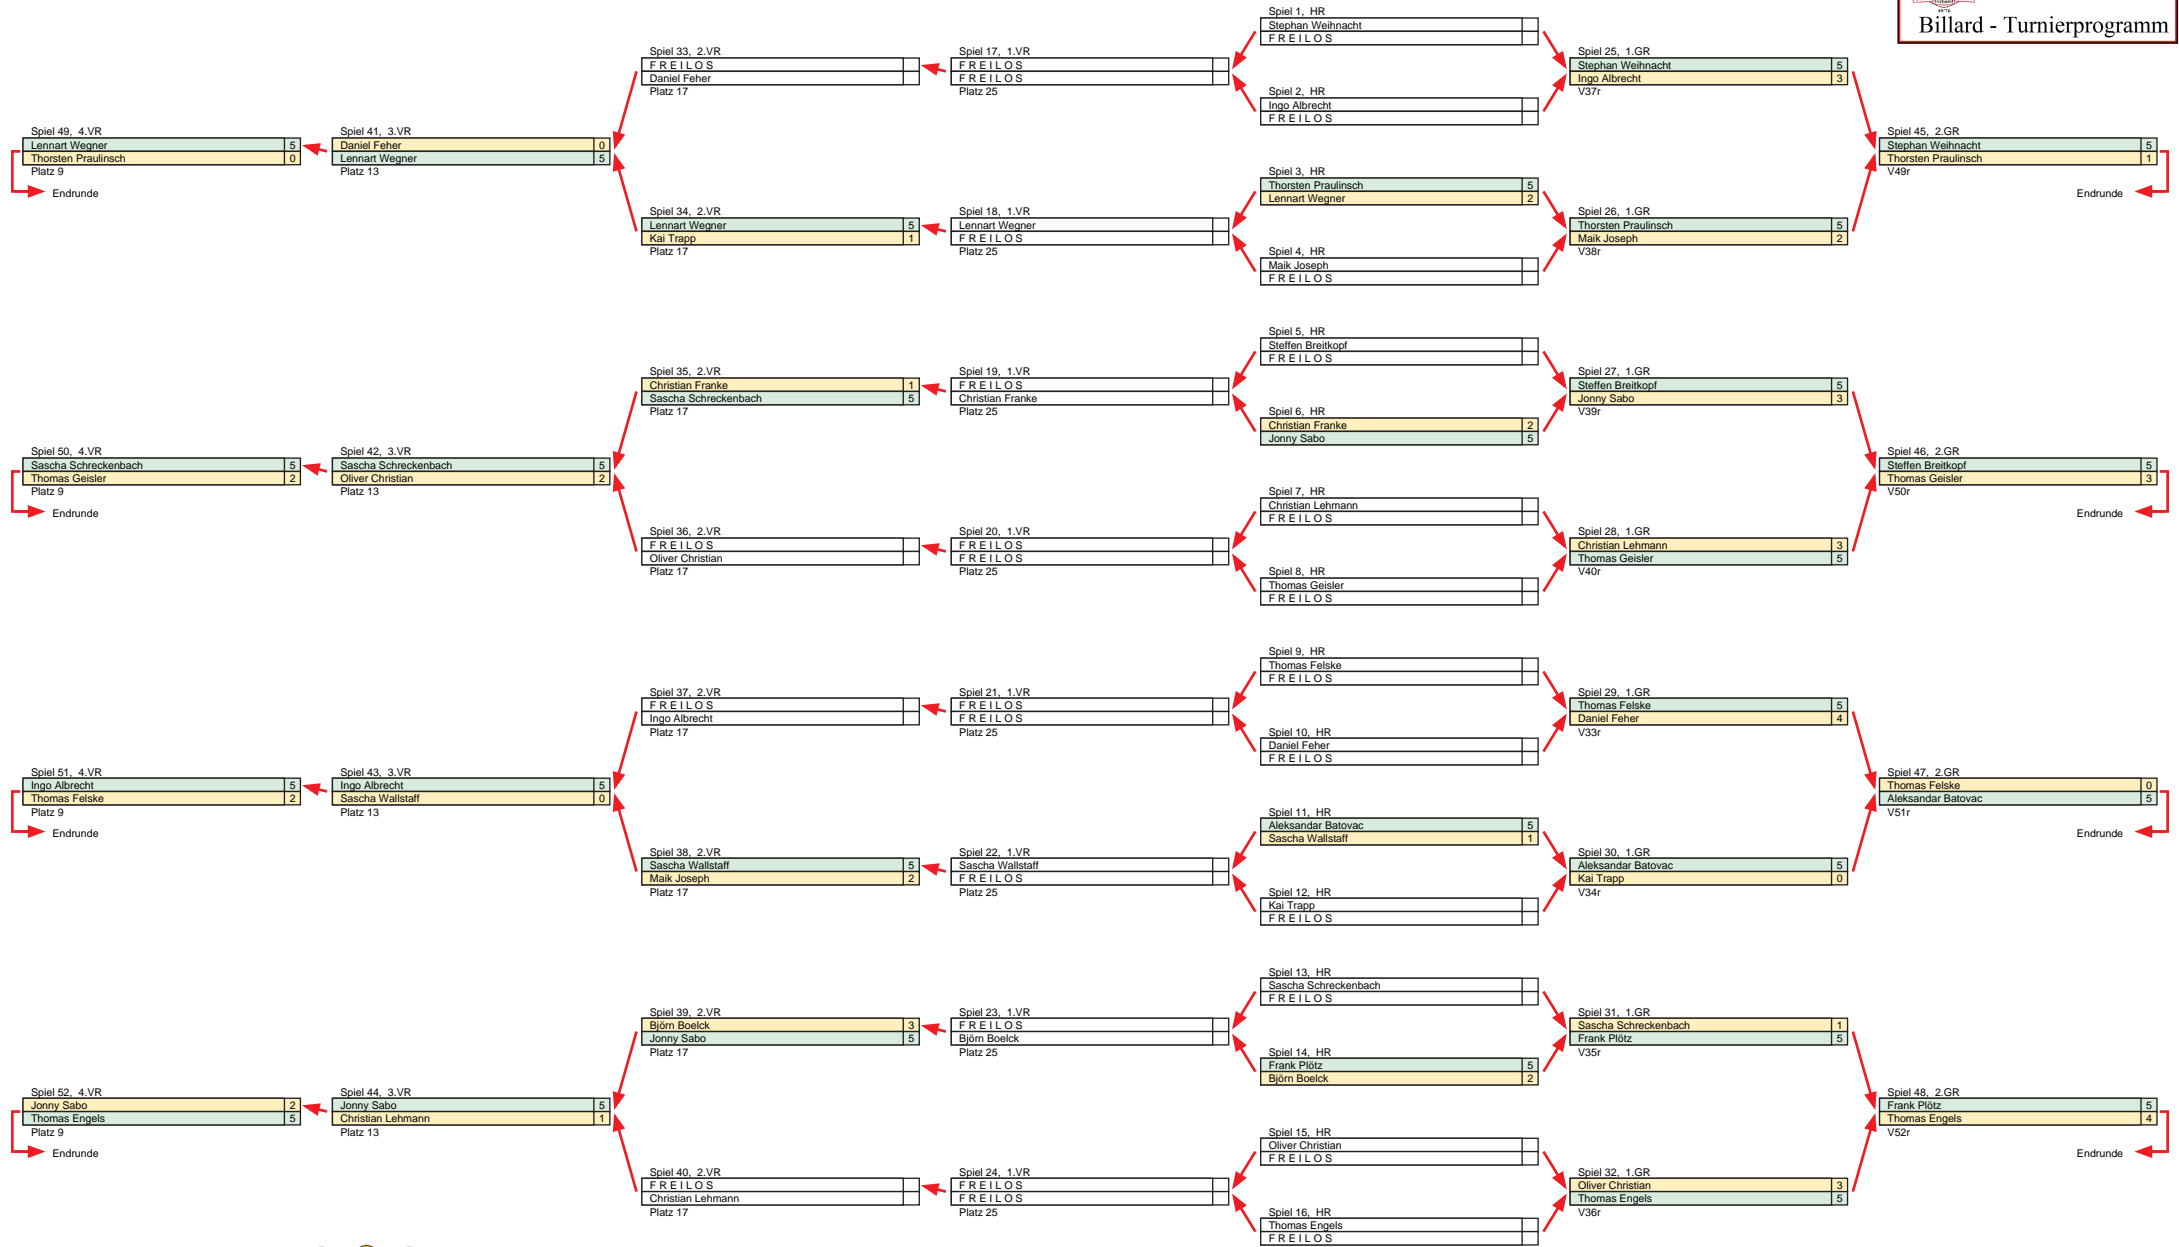 Billard - Turnierprogramm
Spiel 49, 4.VR
Lennart Wegner 5
Thorsten Praulinsch 0
Platz 9
Endrunde
Spiel 50, 4.VR
Sascha Schreckenbach 5
Thomas Geisler 2
Platz 9
Endrunde
Spiel 51, 4.VR
Ingo Albrecht 5
Thomas Felske 2
Platz 9
Endrunde
Spiel 52, 4.VR
Jonny Sabo 2
Thomas Engels 5
Platz 9
Endrunde
Spiel 41, 3.VR
Daniel Feher 0
Lennart Wegner 5
Platz 13
Spiel 42, 3.VR
Sascha Schreckenbach 5
Oliver Christian 2
Platz 13
Spiel 43, 3.VR
Ingo Albrecht 5
Sascha Wallstaff 0
Platz 13
Spiel 44, 3.VR
Jonny Sabo 5
Christian Lehmann 1
Platz 13
Spiel 33, 2.VR
F R E I L O S
Daniel Feher
Platz 17
Spiel 34, 2.VR
Lennart Wegner 5
Kai Trapp 1
Platz 17
Spiel 35, 2.VR
Christian Franke 1
Sascha Schreckenbach 5
Platz 17
Spiel 36, 2.VR
F R E I L O S
Oliver Christian
Platz 17
Spiel 37, 2.VR
F R E I L O S
Ingo Albrecht
Platz 17
Spiel 38, 2.VR
Sascha Wallstaff 5
Maik Joseph 2
Platz 17
Spiel 39, 2.VR
Björn Boelck 3
Jonny Sabo 5
Platz 17
Spiel 40, 2.VR
F R E I L O S
Christian Lehmann
Platz 17
Spiel 17, 1.VR
F R E I L O S
F R E I L O S
Platz 25
Spiel 18, 1.VR
Lennart Wegner
F R E I L O S
Platz 25
Spiel 19, 1.VR
F R E I L O S
Christian Franke
Platz 25
Spiel 20, 1.VR
F R E I L O S
F R E I L O S
Platz 25
Spiel 21, 1.VR
F R E I L O S
F R E I L O S
Platz 25
Spiel 22, 1.VR
Sascha Wallstaff
F R E I L O S
Platz 25
Spiel 23, 1.VR
F R E I L O S
Björn Boelck
Platz 25
Spiel 24, 1.VR
F R E I L O S
F R E I L O S
Platz 25
Spiel 1, HR
Stephan Weihnacht
F R E I L O S
Spiel 2, HR
Ingo Albrecht
F R E I L O S
Spiel 3, HR
Thorsten Praulinsch 5
Lennart Wegner 2
Spiel 4, HR
Maik Joseph
F R E I L O S
Spiel 5, HR
Steffen Breitkopf
F R E I L O S
Spiel 6, HR
Christian Franke 2
Jonny Sabo 5
Spiel 7, HR
Christian Lehmann
F R E I L O S
Spiel 8, HR
Thomas Geisler
F R E I L O S
Spiel 9, HR
Thomas Felske
F R E I L O S
Spiel 10, HR
Daniel Feher
F R E I L O S
Spiel 11, HR
Aleksandar Batovac 5
Sascha Wallstaff 1
Spiel 12, HR
Kai Trapp
F R E I L O S
Spiel 13, HR
Sascha Schreckenbach
F R E I L O S
Spiel 14, HR
Frank Plötz 5
Björn Boelck 2
Spiel 15, HR
Oliver Christian
F R E I L O S
Spiel 16, HR
Thomas Engels
F R E I L O S
Spiel 25, 1.GR
Stephan Weihnacht 5
Ingo Albrecht 3
V37r
Spiel 26, 1.GR
Thorsten Praulinsch 5
Maik Joseph 2
V38r
Spiel 27, 1.GR
Steffen Breitkopf 5
Jonny Sabo 3
V39r
Spiel 28, 1.GR
Christian Lehmann 3
Thomas Geisler 5
V40r
Spiel 29, 1.GR
Thomas Felske 5
Daniel Feher 4
V33r
Spiel 30, 1.GR
Aleksandar Batovac 5
Kai Trapp 0
V34r
Spiel 31, 1.GR
Sascha Schreckenbach 1
Frank Plötz 5
V35r
Spiel 32, 1.GR
Oliver Christian 3
Thomas Engels 5
V36r
Spiel 45, 2.GR
Stephan Weihnacht 5
Thorsten Praulinsch 1
V49r
Endrunde
Spiel 46, 2.GR
Steffen Breitkopf 5
Thomas Geisler 3
V50r
Endrunde
Spiel 47, 2.GR
Thomas Felske 0
Aleksandar Batovac 5
V51r
Endrunde
Spiel 48, 2.GR
Frank Plötz 5
Thomas Engels 4
V52r
Endrunde